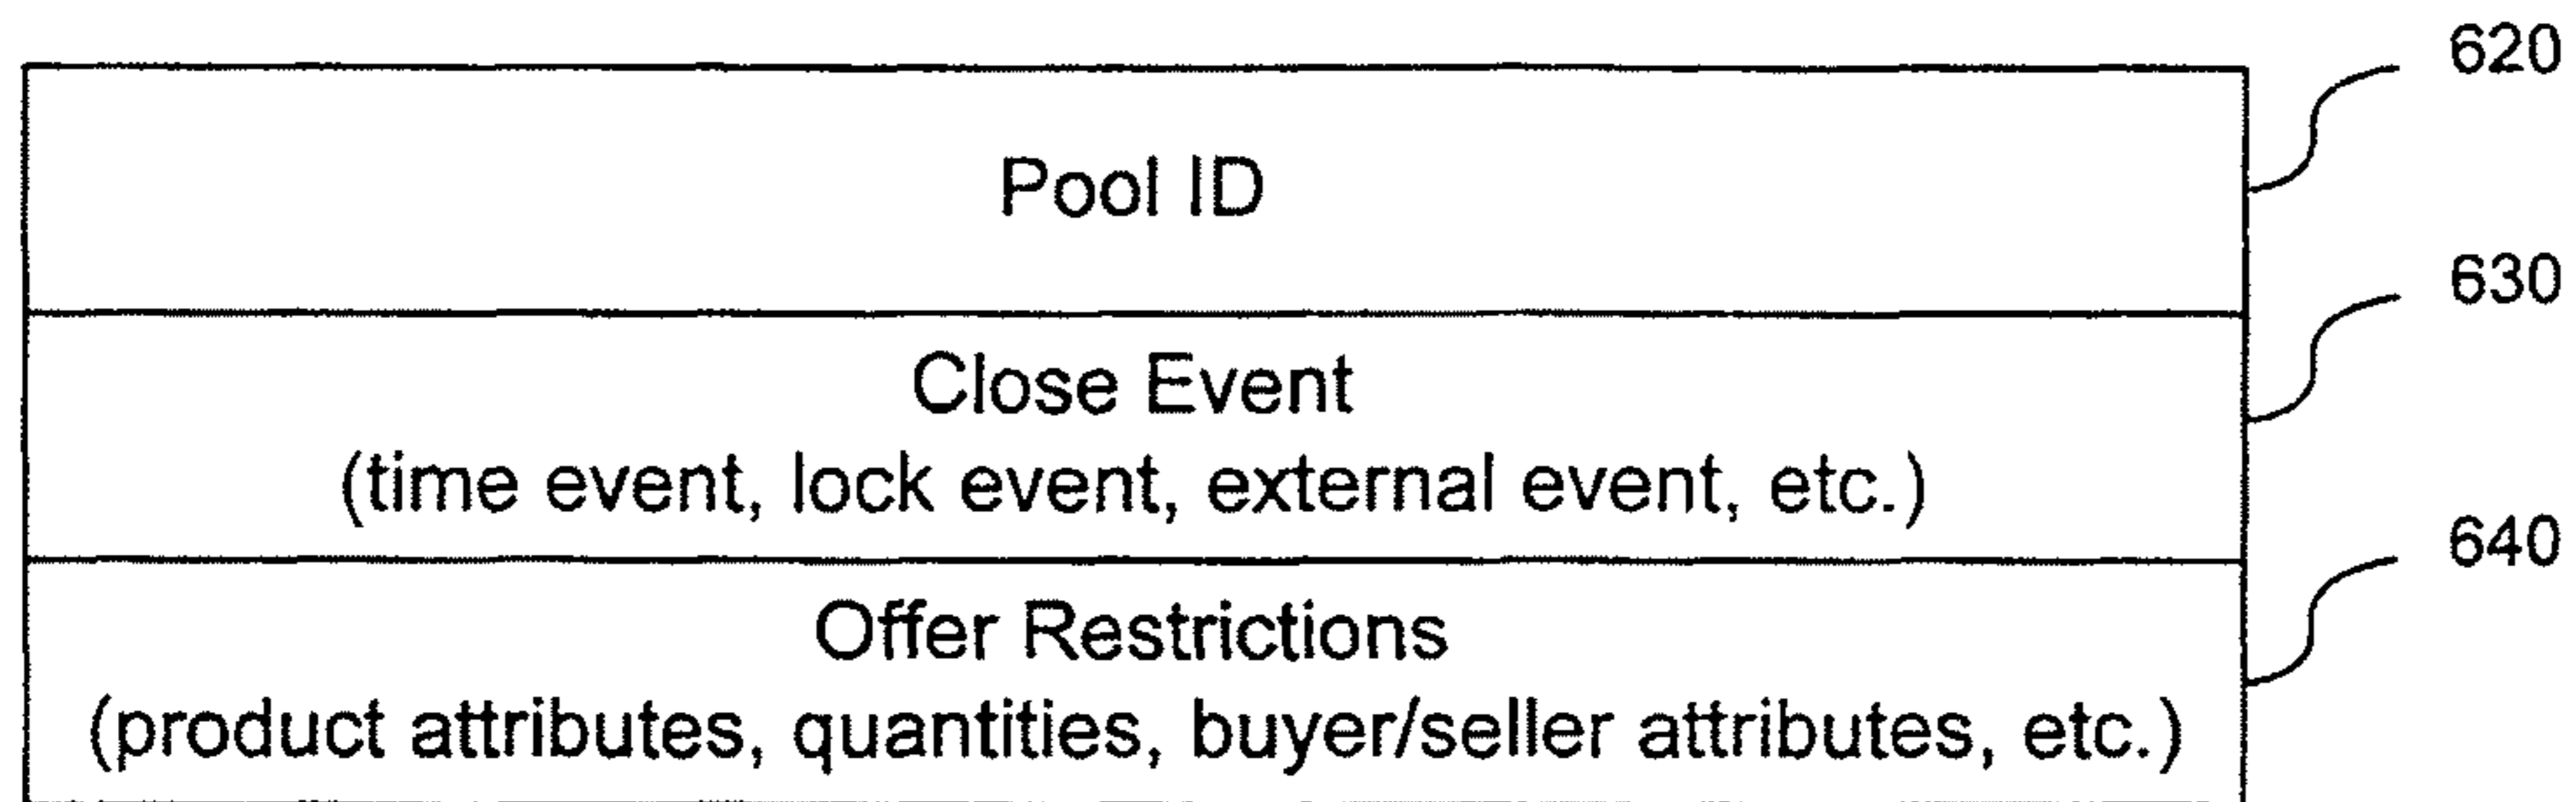 620
Pool ID
630
Close Event
(time event, lock event, external event, etc.)
640
Offer Restrictions
(product attributes, quantities, buyer/seller attributes, etc.)